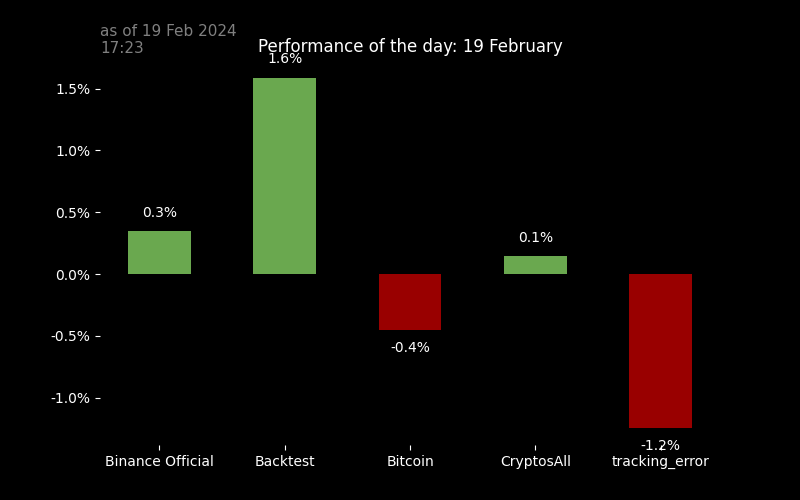 as of 19 Feb 2024
17:23
Performance of the day: 19 February
1.6%
1.5%
1.0%
0.5%
0.3%
0.1%
0.0%
-0.5%
-0.4%
-1.0%
-1.2%
Binance Official
Backtest
Bitcoin
CryptosAll
tracking_error